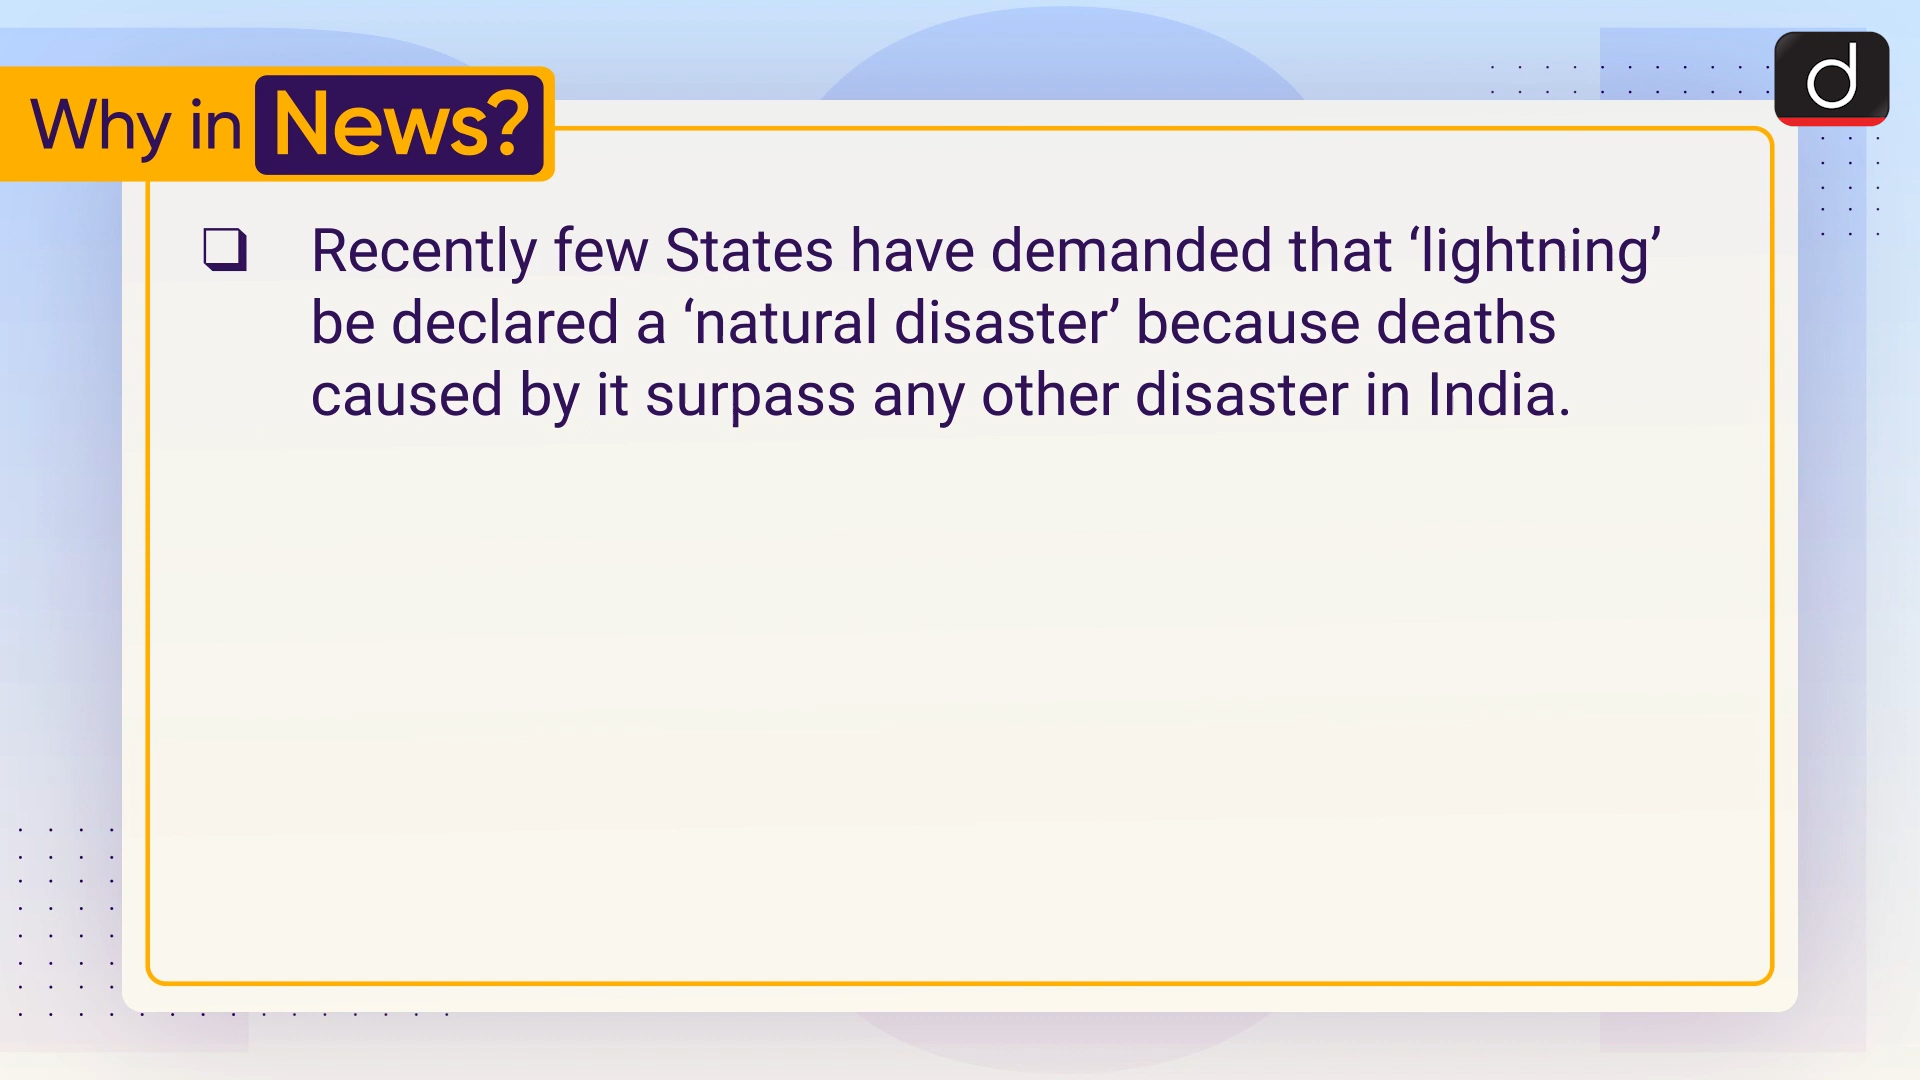 Why in News?
❑ Recently few States have demanded that ‘lightning’
be declared a ‘natural disaster’ because deaths
caused by it surpass any other disaster in India.
d